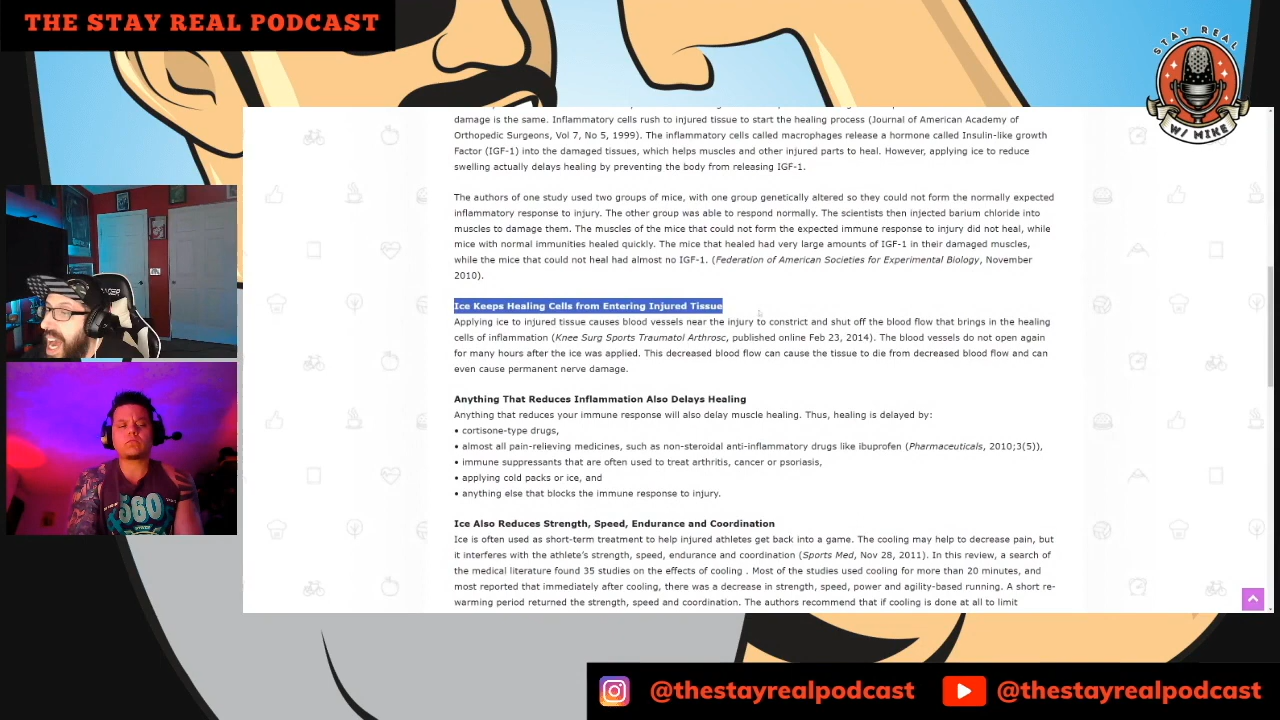 THE STAY REAL PODCAST
STAY REAL
W/ MIKE
damage is the same. Inflammatory cells rush to injured tissue to start the healing process (Journal of American Academy of
Orthopedic Surgeons, Vol 7, No 5, 1999). The inflammatory cells called macrophages release a hormone called Insulin-like growth
Factor (IGF-1) into the damaged tissues, which helps muscles and other injured parts to heal. However, applying ice to reduce
swelling actually delays healing by preventing the body from releasing IGF-1.
The authors of one study used two groups of mice, with one group genetically altered so they could not form the normally expected
inflammatory response to injury. The other group was able to respond normally. The scientists then injected barium chloride into
muscles to damage them. The muscles of the mice that could not form the expected immune response to injury did not heal, while
mice with normal immunities healed quickly. The mice that healed had very large amounts of IGF-1 in their damaged muscles,
while the mice that could not heal had almost no IGF-1. (Federation of American Societies for Experimental Biology, November
2010).
Ice Keeps Healing Cells from Entering Injured Tissue
Applying ice to injured tissue causes blood vessels near the injury to constrict and shut off the blood flow that brings in the healing
cells of inflammation (Knee Surg Sports Traumatol Arthrosc, published online Feb 23, 2014). The blood vessels do not open again
for many hours after the ice was applied. This decreased blood flow can cause the tissue to die from decreased blood flow and can
even cause permanent nerve damage.
Anything That Reduces Inflammation Also Delays Healing
Anything that reduces your immune response will also delay muscle healing. Thus, healing is delayed by:
• cortisone-type drugs,
• almost all pain-relieving medicines, such as non-steroidal anti-inflammatory drugs like ibuprofen (Pharmaceuticals, 2010;3(5)),
• immune suppressants that are often used to treat arthritis, cancer or psoriasis,
• applying cold packs or ice, and
• anything else that blocks the immune response to injury.
Ice Also Reduces Strength, Speed, Endurance and Coordination
Ice is often used as short-term treatment to help injured athletes get back into a game. The cooling may help to decrease pain, but
it interferes with the athlete's strength, speed, endurance and coordination (Sports Med, Nov 28, 2011). In this review, a search of
the medical literature found 35 studies on the effects of cooling . Most of the studies used cooling for more than 20 minutes, and
most reported that immediately after cooling, there was a decrease in strength, speed, power and agility-based running. A short re-
warming period returned the strength, speed and coordination. The authors recommend that if cooling is done at all to limit
560
@thestayrealpodcast
@thestayrealpodcast